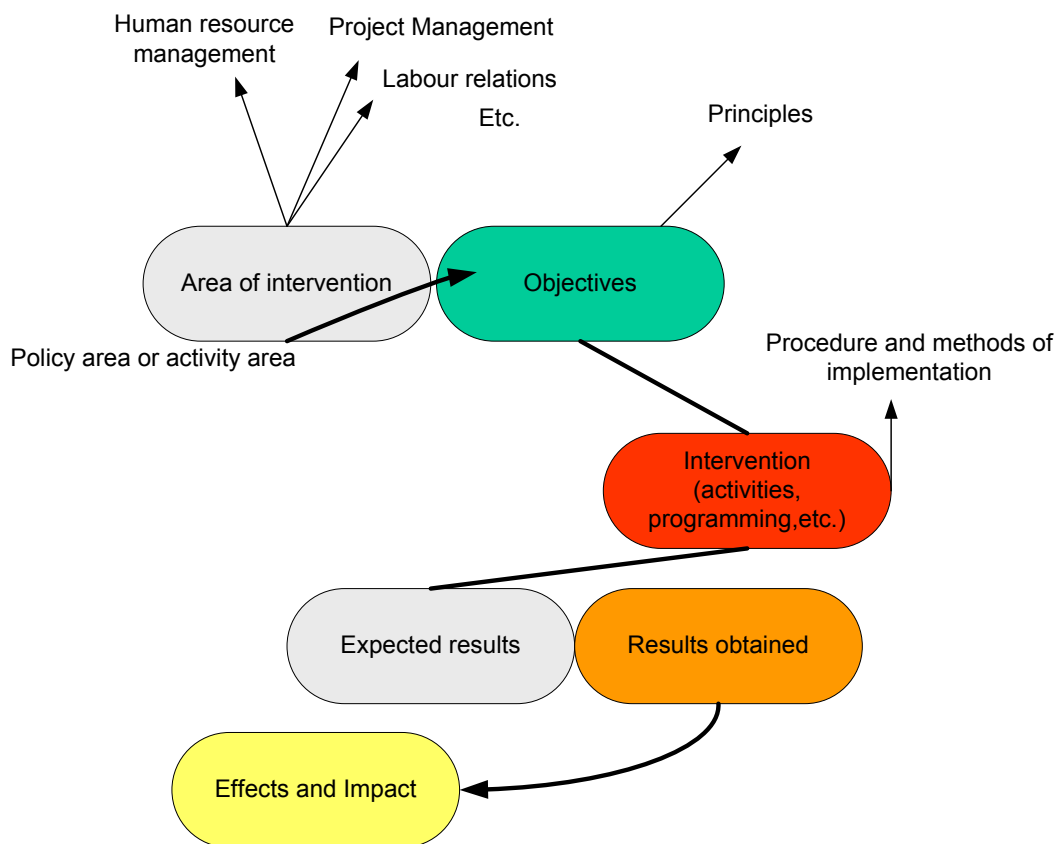 Human resource
management
Project Management
Labour relations
Etc.
Principles
Area of intervention
Objectives
Policy area or activity area
Procedure and methods of
implementation
Intervention
(activities,
programming,etc.)
Expected results
Results obtained
Effects and Impact